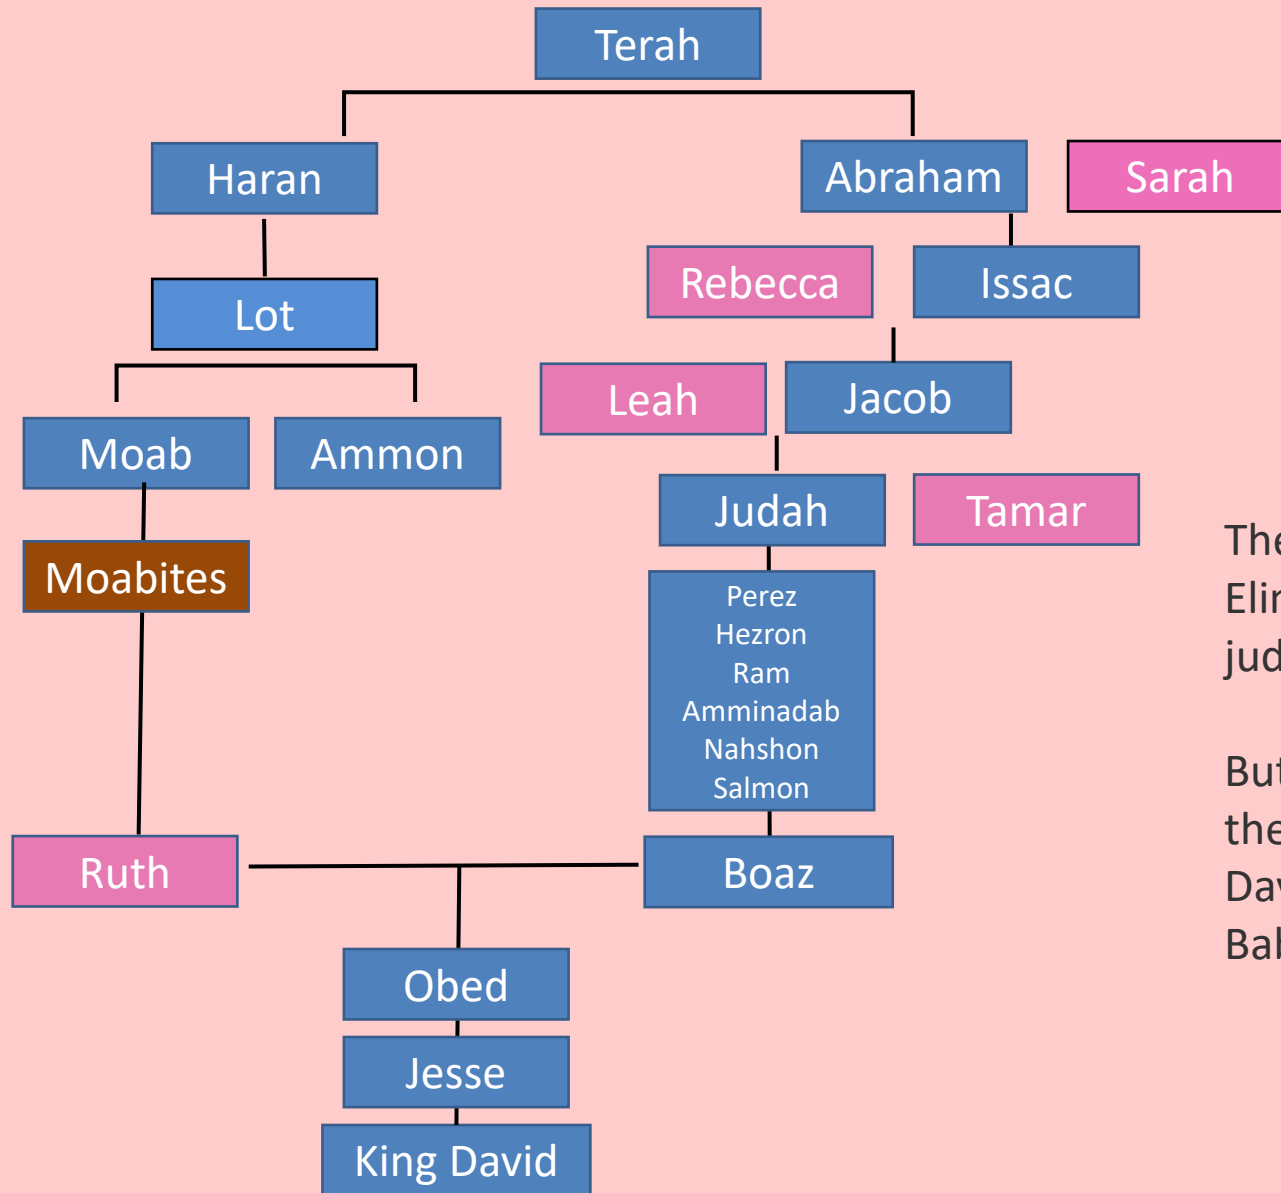 Terah
Haran
Abraham
Sarah
Rebecca
Issac
Lot
Leah
Jacob
Moab
Ammon
Judah
Tamar
Moabites
Perez
Hezron
Ram
Amminadab
Nahshon
Salmon
Ruth
Boaz
Obed
Jesse
King David